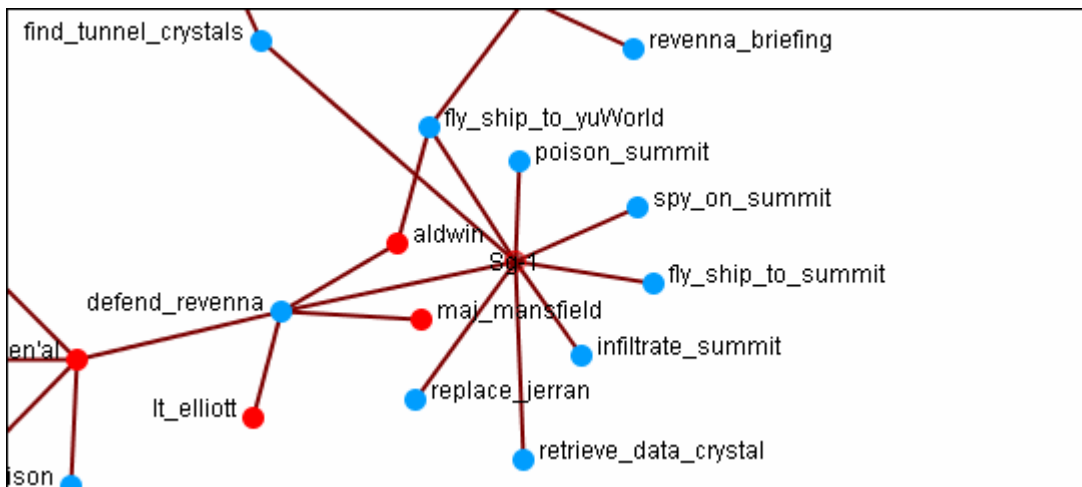 find_tunnel_crystals
revenna_briefing
fly_ship_to_yuWorld
poison_summit
spy_on_summit
aldwin
Sg-1
fly_ship_to_summit
defend_revenna
maj_mansfield
en'al
infiltrate_summit
replace_jerran
lt_elliott
retrieve_data_crystal
ison